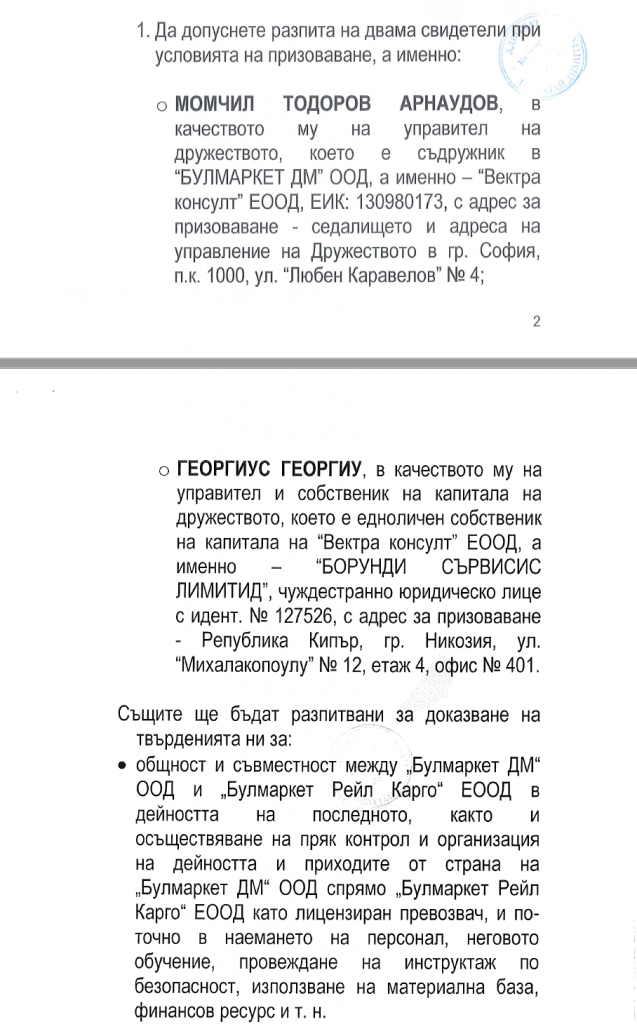 1. Да допуснете разпита на двама свидетели при
условията на призоваване, а именно:
○ МОМЧИЛ ТОДОРОВ АРНАУДОВ, в
качеството му на управител на
дружеството, което е съдружник в
“БУЛМАРКЕТ ДМ” ООД, а именно – “Вектра
консулт” ЕООД, ЕИК: 130980173, с адрес за
призоваване - седалището и адреса на
управление на Дружеството в гр. София,
п.к. 1000, ул. “Любен Каравелов” № 4;
2
○ ГЕОРГИУС ГЕОРГИУ, в качеството му на
управител и собственик на капитала на
дружеството, което е едноличен собственик
на капитала на “Вектра консулт” ЕООД, а
именно – “БОРУНДИ СЪРВИСИС
ЛИМИТИД”, чуждестранно юридическо лице
с идент. № 127526, с адрес за призоваване
- Република Кипър, гр. Никозия, ул.
“Михалакопоулу” № 12, етаж 4, офис № 401.
Същите ще бъдат разпитвани за доказване на
твърденията ни за:
• общност и съвместност между „Булмаркет ДМ“
ООД и „Булмаркет Рейл Карго“ ЕООД в
дейността на последното, както и
осъществяване на пряк контрол и организация
на дейността и приходите от страна на
„Булмаркет ДМ“ ООД спрямо „Булмаркет Рейл
Карго“ ЕООД като лицензиран превозвач, и по-
точно в наемането на персонал, неговото
обучение, провеждане на инструктаж по
безопасност, използване на материална база,
финансов ресурс и т. н.